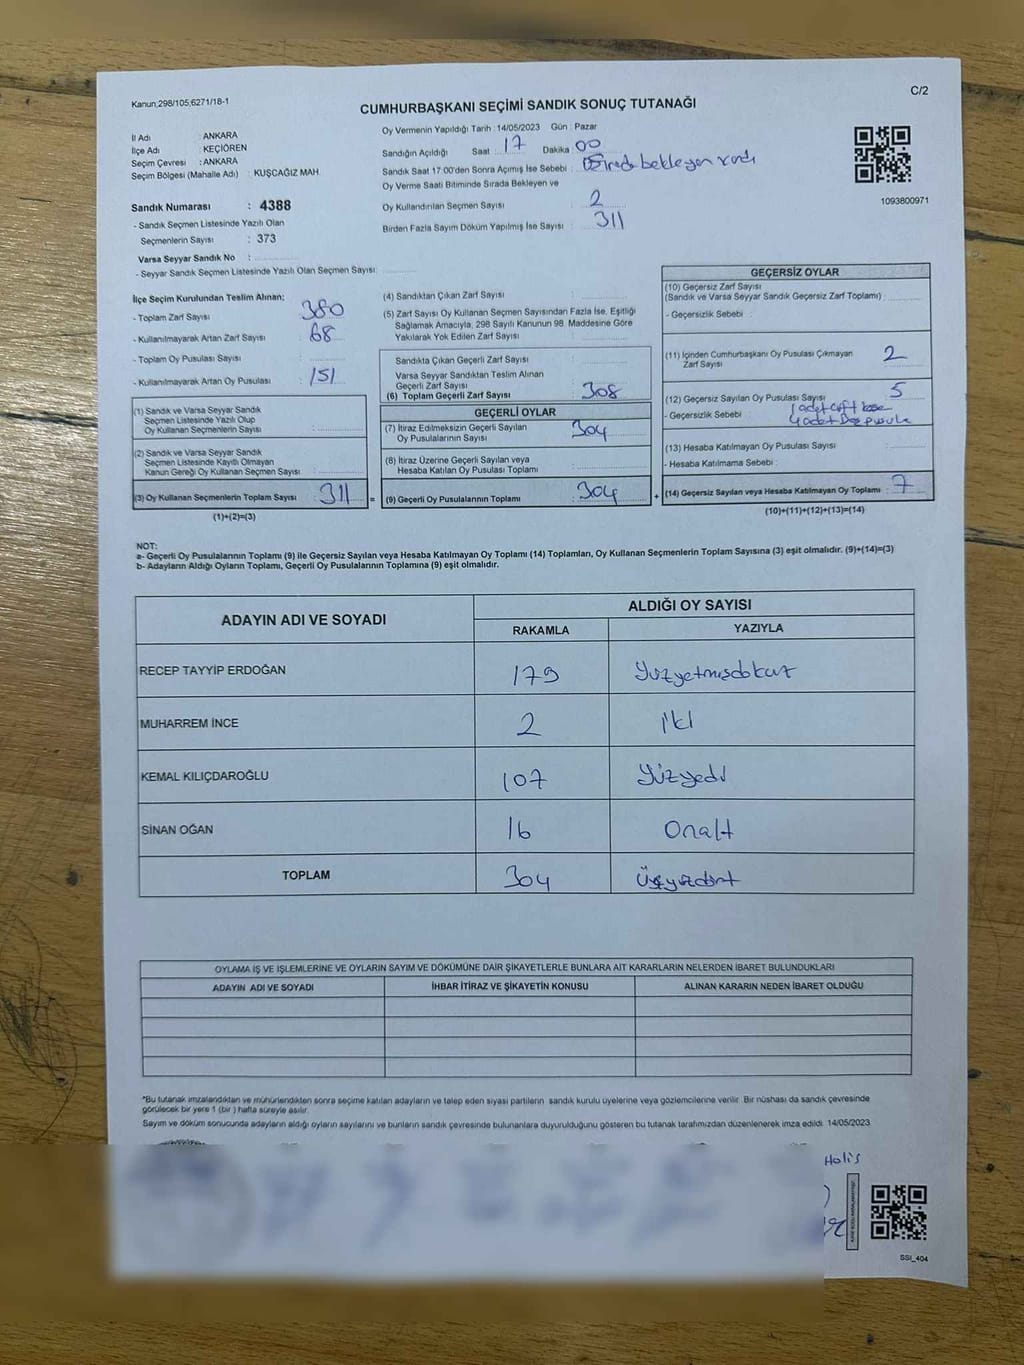 Kanun;298/105,6271/18-1
C/2
CUMHURBAŞKANI SEÇİMİ SANDIK SONUÇ TUTANAĞI
İl Adı : ANKARA
İlçe Adı : KEÇİÖREN
Seçim Çevresi : ANKARA
Seçim Bölgesi (Mahalle Adı) : KUŞCAĞIZ MAH.
Sandık Numarası : 4388
- Sandık Seçmen Listesinde Yazılı Olan
Seçmenlerin Sayısı : 373
Varsa Seyyar Sandık No :
- Seyyar Sandık Seçmen Listesinde Yazılı Olan Seçmen Sayısı:
Oy Vermenin Yapıldığı Tarih :14/05/2023 Gün : Pazar
Sandığın Açıldığı Saat : 17 Dakika : 00
Sandık Saat 17:00'den Sonra Açımış İse Sebebi : Sırada bekleyen vardı
Oy Verme Saati Bitiminde Sırada Bekleyen ve
Oy Kullandırılan Seçmen Sayısı : 2
Birden Fazla Sayım Döküm Yapılmış İse Sayısı : 311
1093800971
İlçe Seçim Kurulundan Teslim Alınan:
- Toplam Zarf Sayısı : 380
- Kullanılmayarak Artan Zarf Sayısı : 68
- Toplam Oy Pusulası Sayısı :
- Kullanılmayarak Artan Oy Pusulası : 151
(1) Sandık ve Varsa Seyyar Sandık
Seçmen Listesinde Yazılı Olup
Oy Kullanan Seçmenlerin Sayısı :
(2) Sandık ve Varsa Seyyar Sandık
Seçmen Listesinde Kayıtlı Olmayan
Kanun Gereği Oy Kullanan Seçmen Sayısı :
(3) Oy Kullanan Seçmenlerin Toplam Sayısı : 311 =
(1)+(2)=(3)
(4) Sandıktan Çıkan Zarf Sayısı :
(5) Zarf Sayısı Oy Kullanan Seçmen Sayısından Fazla İse, Eşitliği
Sağlamak Amacıyla, 298 Sayılı Kanunun 98. Maddesine Göre
Yakılarak Yok Edilen Zarf Sayısı :
Sandıkta Çıkan Geçerli Zarf Sayısı :
Varsa Seyyar Sandıktan Teslim Alınan
Geçerli Zarf Sayısı :
(6) Toplam Geçerli Zarf Sayısı : 308
GEÇERLİ OYLAR
(7) İtiraz Edilmeksizin Geçerli Sayılan
Oy Pusulalarının Sayısı : 304
(8) İtiraz Üzerine Geçerli Sayılan veya
Hesaba Katılan Oy Pusulası Toplamı :
(9) Geçerli Oy Pusulalarının Toplamı : 304 +
GEÇERSİZ OYLAR
(10) Geçersiz Zarf Sayısı
(Sandık ve Varsa Seyyar Sandık Geçersiz Zarf Toplamı) :
- Geçersizlik Sebebi :
(11) İçinden Cumhurbaşkanı Oy Pusulası Çıkmayan
Zarf Sayısı : 2
(12) Geçersiz Sayılan Oy Pusulası Sayısı : 5
- Geçersizlik Sebebi : 1 adet çift
4 adet Boş pusula
(13) Hesaba Katılmayan Oy Pusulası Sayısı :
- Hesaba Katılmama Sebebi :
(14) Geçersiz Sayılan veya Hesaba Katılmayan Oy Toplamı : 7
(10)+(11)+(12)+(13)=(14)
NOT:
a- Geçerli Oy Pusulalarının Toplamı (9) ile Geçersiz Sayılan veya Hesaba Katılmayan Oy Toplamı (14) Toplamları, Oy Kullanan Seçmenlerin Toplam Sayısına (3) eşit olmalıdır. (9)+(14)=(3)
b- Adayların Aldığı Oyların Toplamı, Geçerli Oy Pusulalarının Toplamına (9) eşit olmalıdır.
ADAYIN ADI VE SOYADI
ALDIĞI OY SAYISI
RAKAMLA YAZIYLA
RECEP TAYYİP ERDOĞAN 179 Yüzyetmişdokuz
MUHARREM İNCE 2 iki
KEMAL KILIÇDAROĞLU 107 Yüzyedi
SİNAN OĞAN 16 Onaltı
TOPLAM 304 Üçyüzdört
OYLAMA İŞ VE İŞLEMLERİNE VE OYLARIN SAYIM VE DÖKÜMÜNE DAİR ŞİKAYETLERLE BUNLARA AİT KARARLARIN NELERDEN İBARET BULUNDUKLARI
ADAYIN ADI VE SOYADI İHBAR İTİRAZ VE ŞİKAYETİN KONUSU ALINAN KARARIN NEDEN İBARET OLDUĞU
*Bu tutanak imzalandıktan ve mühürlendikten sonra seçime katılan adayların ve talep eden siyasi partilerin sandık kurulu üyelerine veya gözlemcilerine verilir. Bir nüshası da sandık çevresinde
görülecek bir yere 1 (bir ) hafta süreyle asılır.
Sayım ve döküm sonucunda adayların aldığı oyların sayılarını ve bunların sandık çevresinde bulunanlara duyurulduğunu gösteren bu tutanak tarafımızdan düzenlenerek imza edildi. 14/05/2023
SSI_404